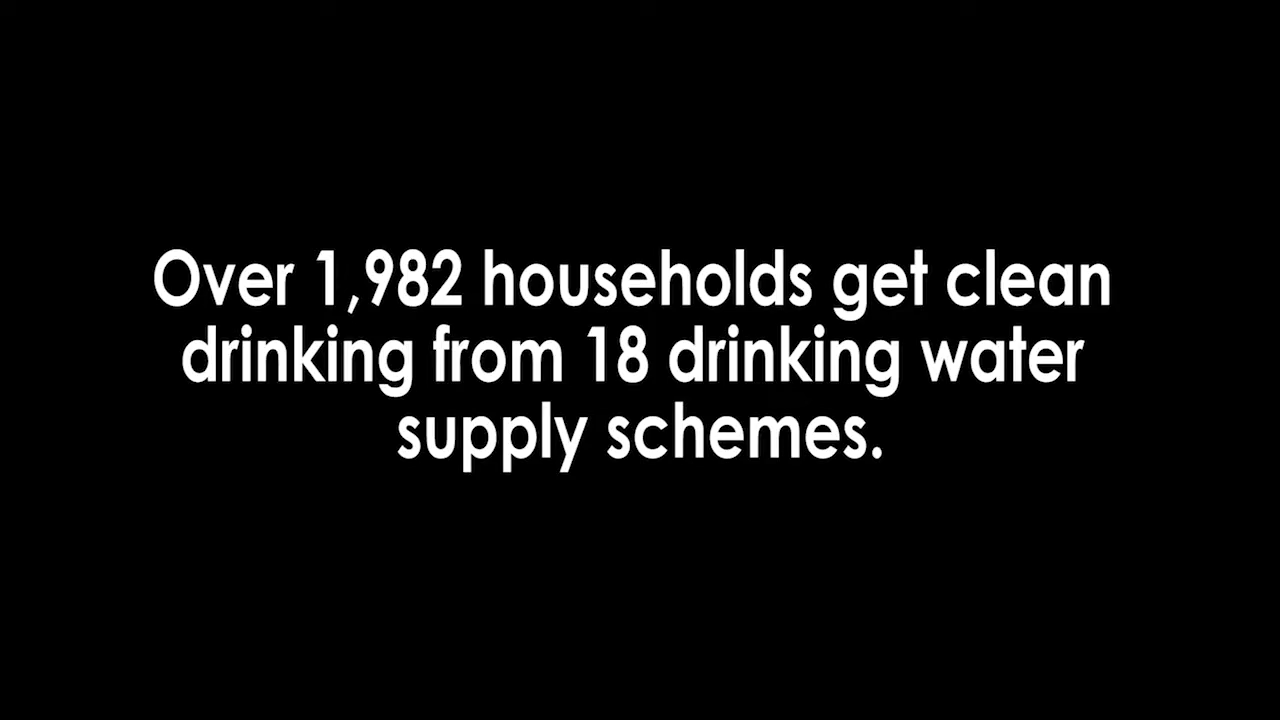 Over 1,982 households get clean
drinking from 18 drinking water
supply schemes.